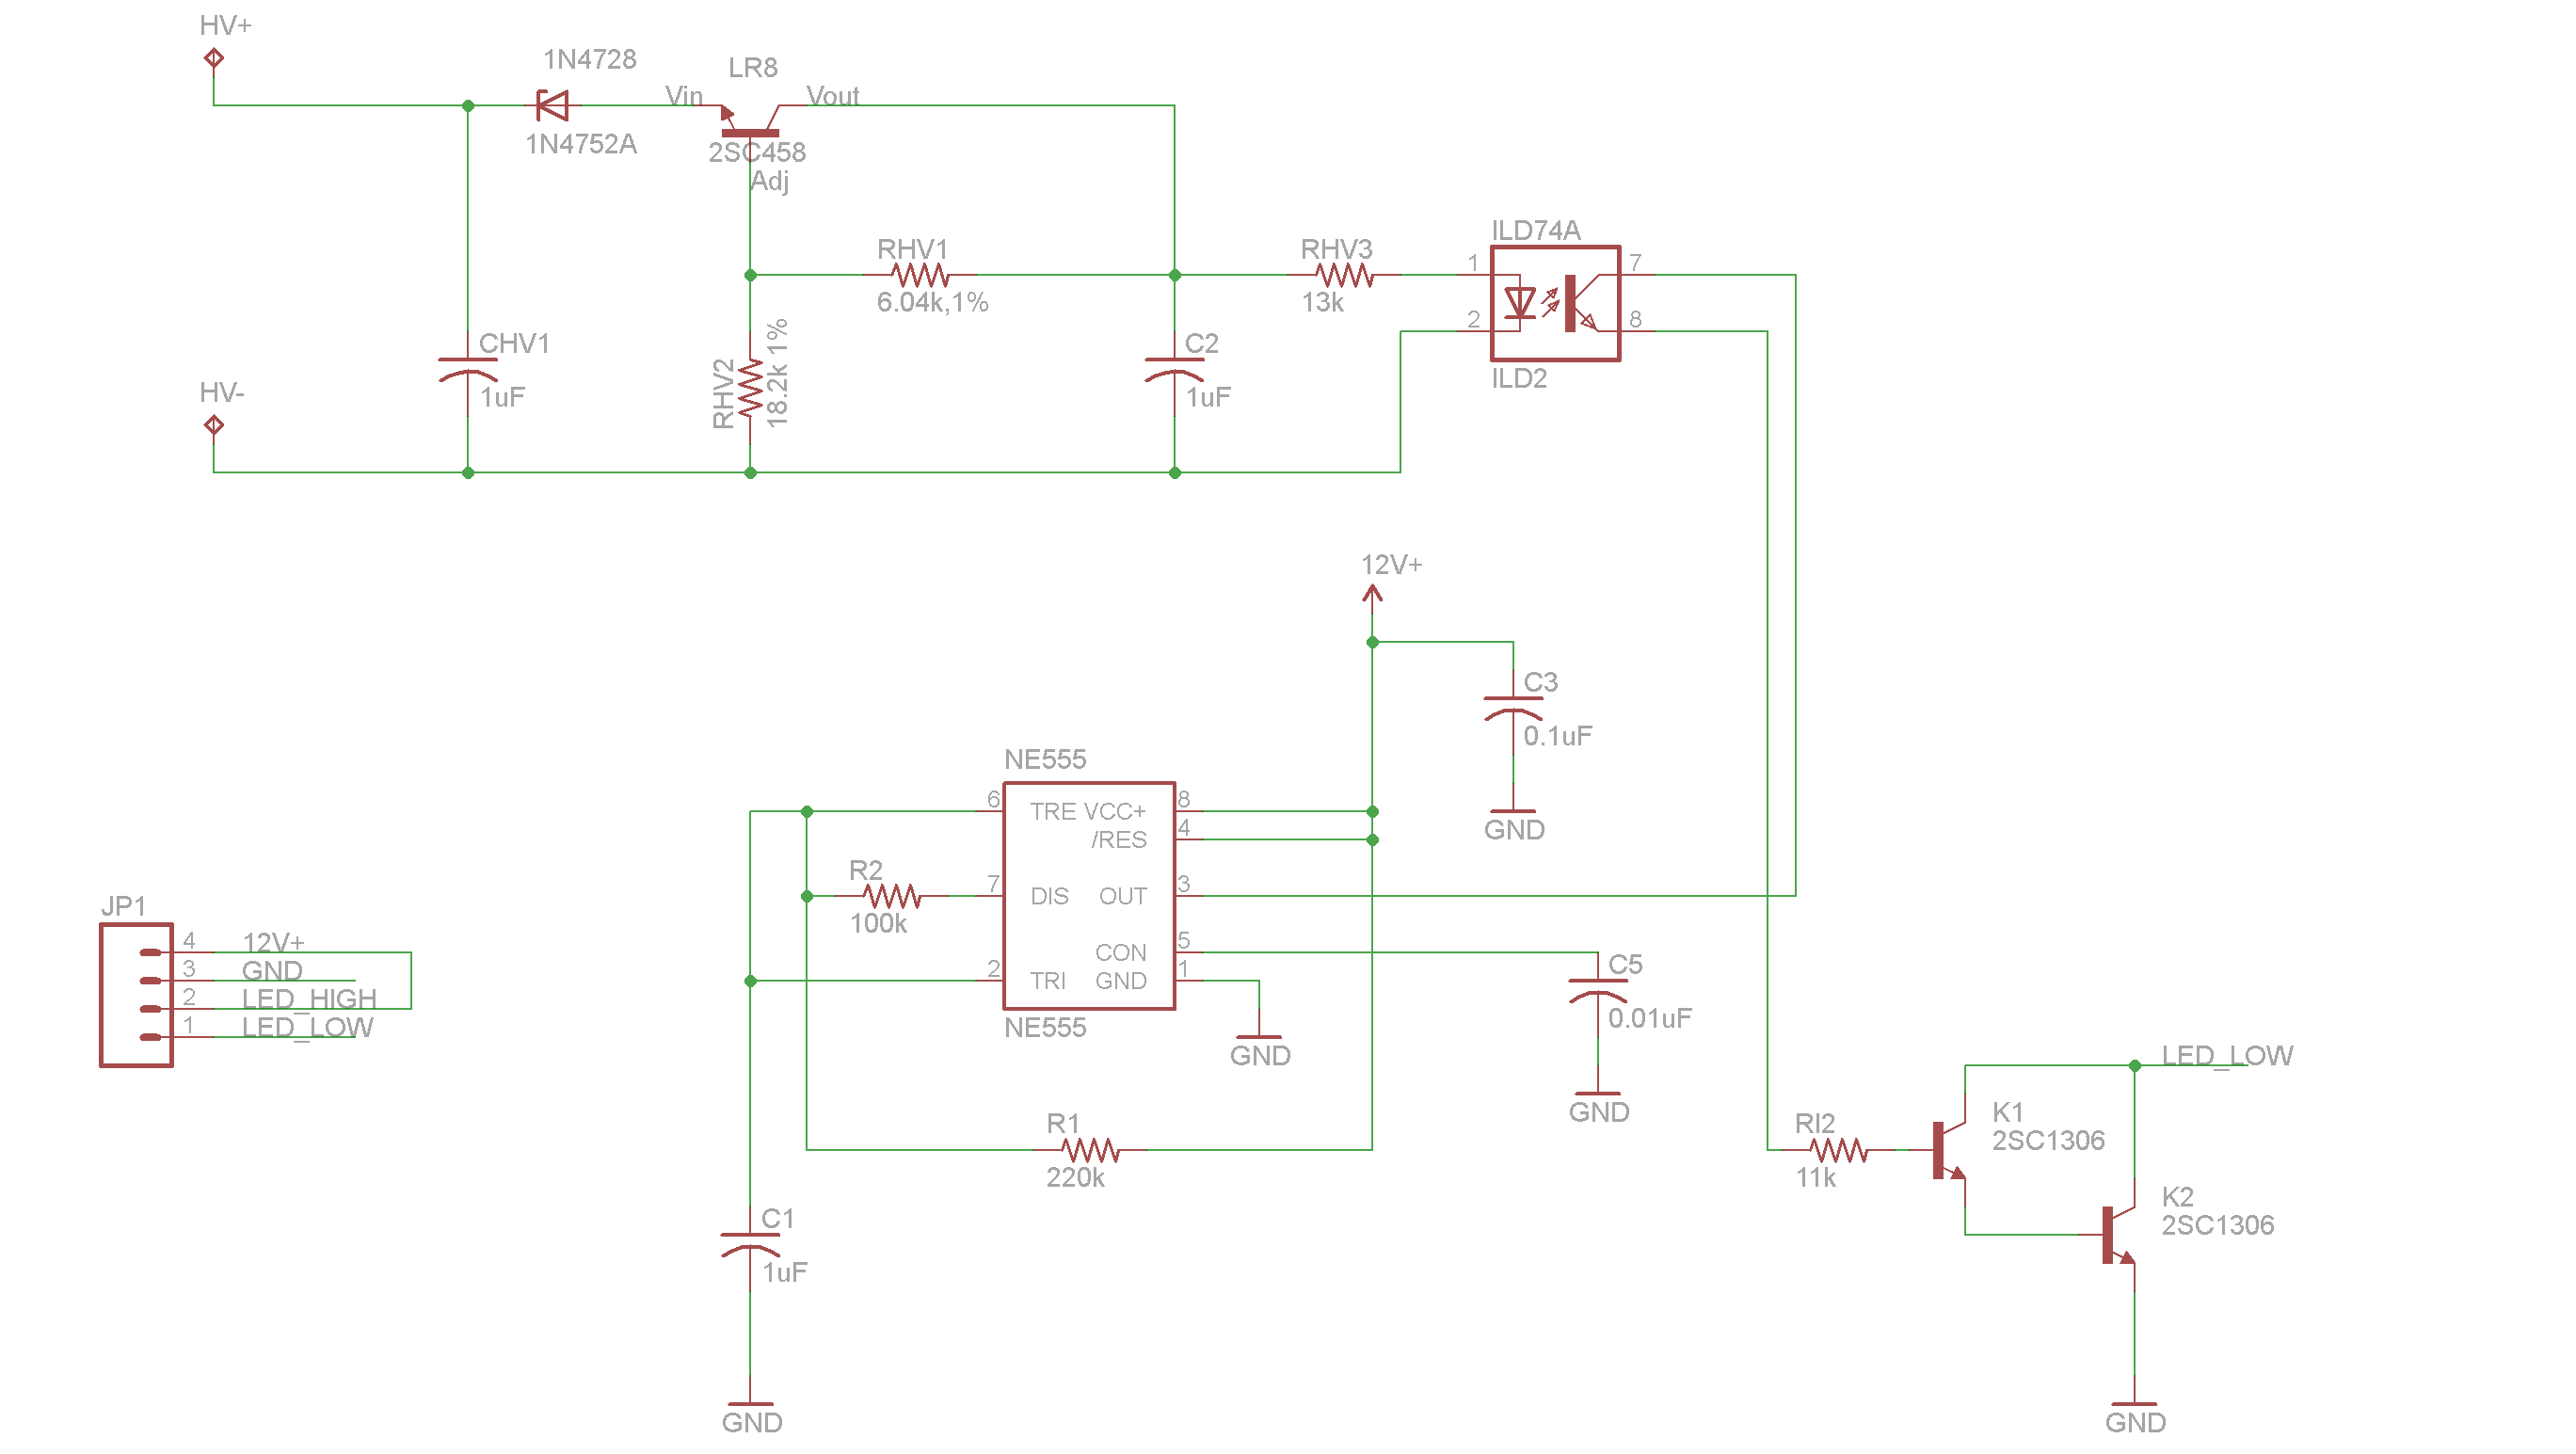 HV+
1N4728
1N4752A
LR8
Vin
Vout
2SC458
Adj
RHV1
6.04k,1%
RHV3
13k
ILD74A
1
7
2
8
ILD2
CHV1
1uF
RHV2
18.2k 1%
C2
1uF
HV-
12V+
C3
0.1uF
GND
NE555
6 TRE VCC+ 8
/RES 4
R2
100k
7 DIS OUT 3
CON 5
2 TRI GND 1
NE555
GND
C5
0.01uF
GND
JP1
4 12V+
3 GND
2 LED_HIGH
1 LED_LOW
R1
220k
C1
1uF
GND
LED_LOW
RI2
11k
K1
2SC1306
K2
2SC1306
GND